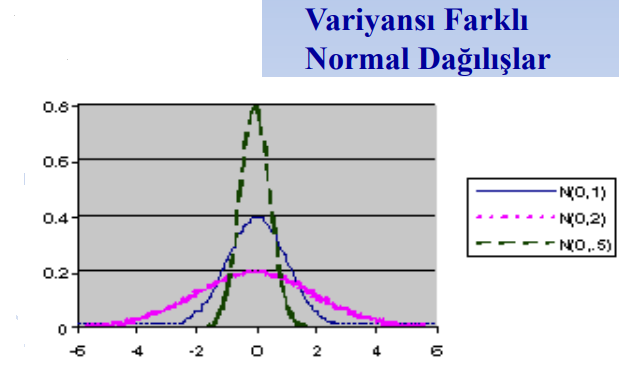 Variyansı Farklı
Normal Dağılışlar
0.8
0.6
0.4
0.2
0
-6 -4 -2 0 2 4 6
N(0,1)
N(0,2)
N(0,.5)